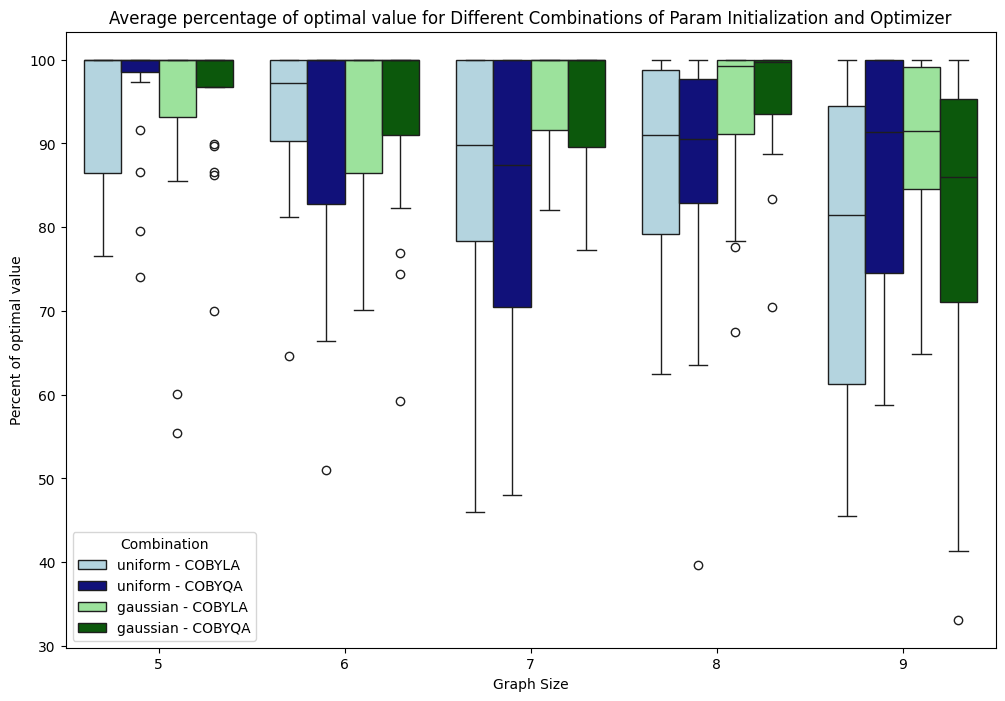 Average percentage of optimal value for Different Combinations of Param Initialization and Optimizer
Percent of optimal value
100
90
80
70
60
50
40
30
Combination
uniform - COBYLA
uniform - COBYQA
gaussian - COBYLA
gaussian - COBYQA
5 6 7 8 9
Graph Size